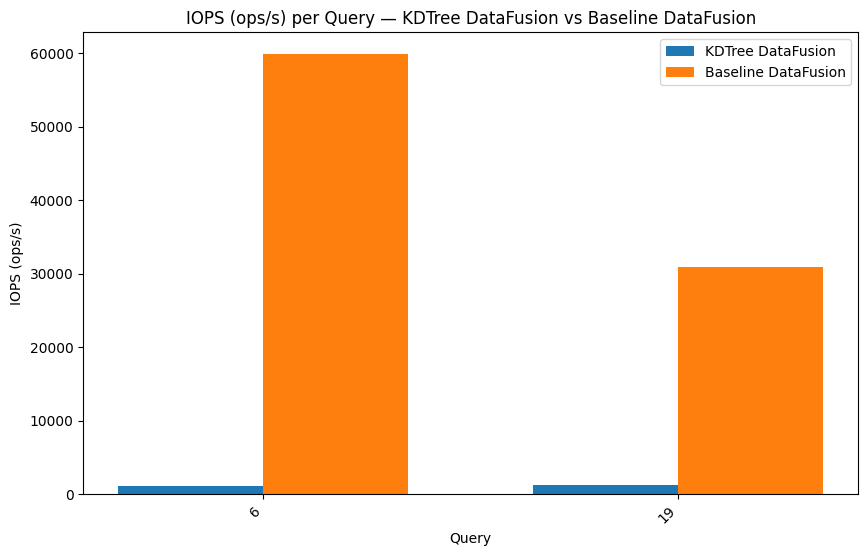 IOPS (ops/s) per Query — KDTree DataFusion vs Baseline DataFusion
KDTree DataFusion
Baseline DataFusion
60000
50000
40000
30000
20000
10000
0
IOPS (ops/s)
6
19
Query